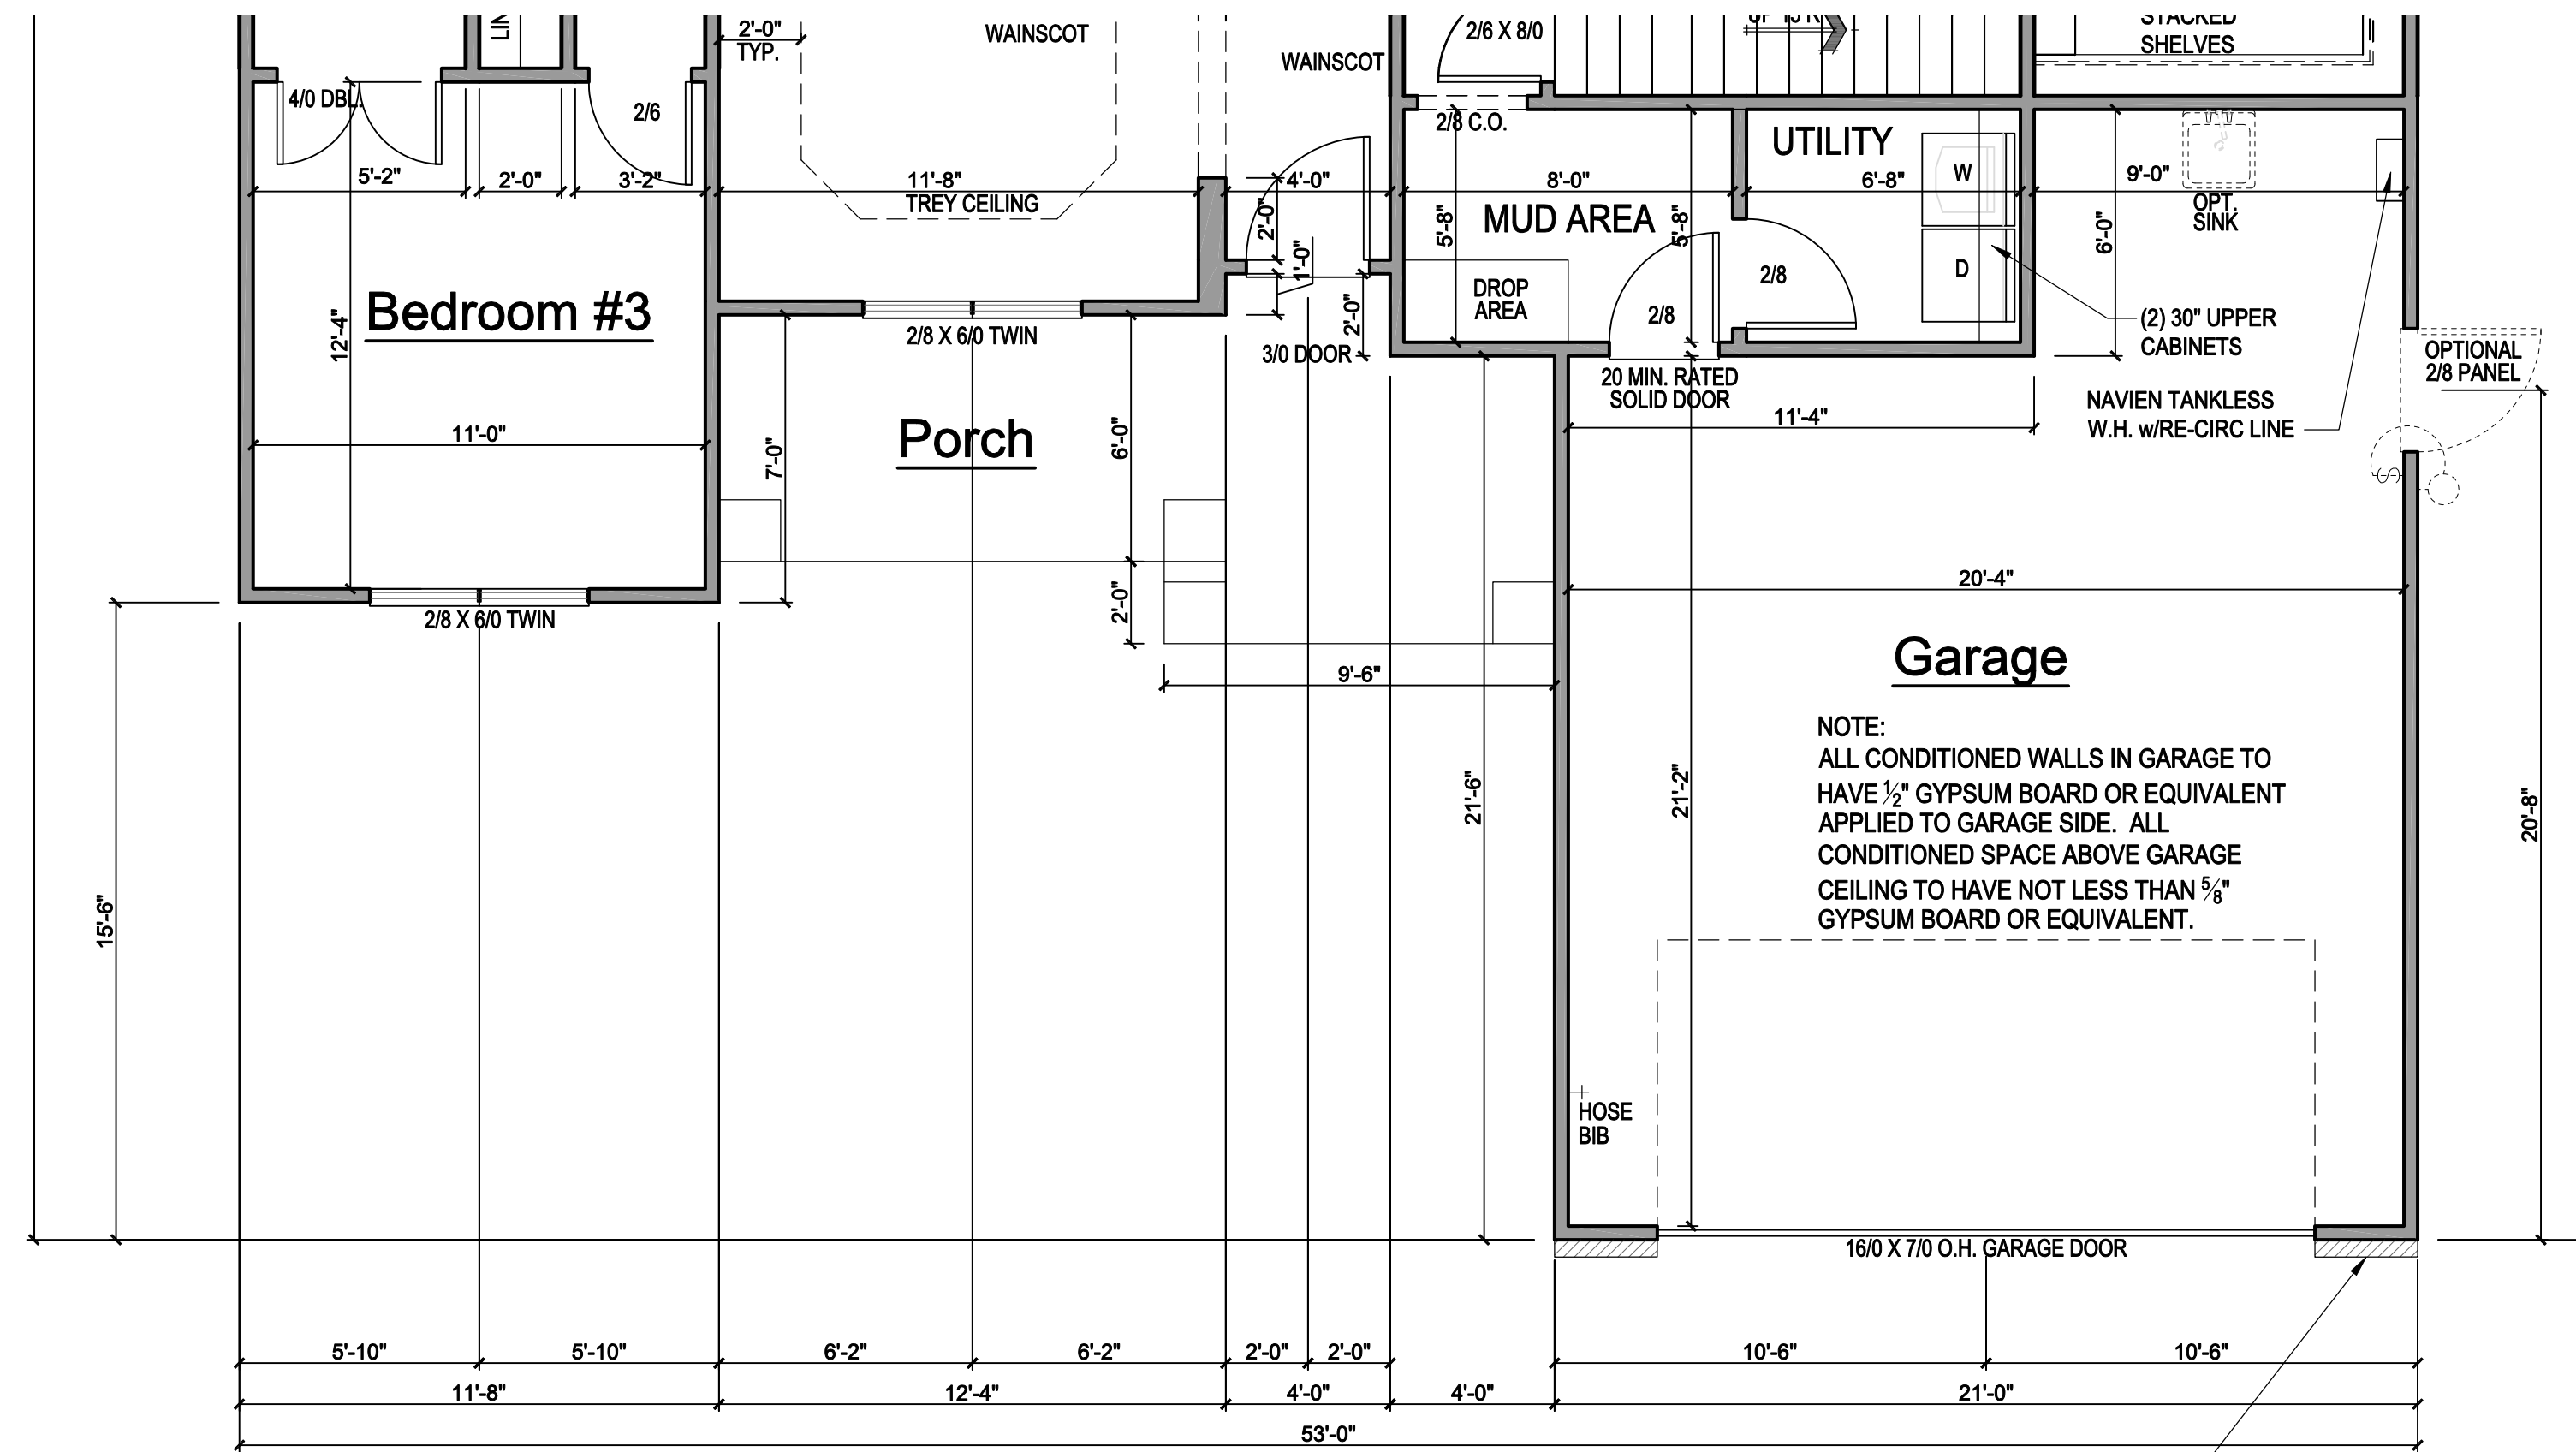 2'-0"
TYP.
WAINSCOT
WAINSCOT
2/6 X 8/0
STACKED
SHELVES
4/0 DBL.
2/6
2/8 C.O.
UTILITY
W
D
5'-2"
2'-0"
3'-2"
11'-8"
TREY CEILING
4'-0"
8'-0"
6'-8"
9'-0"
OPT.
SINK
MUD AREA
5'-8"
5'-8"
6'-0"
2'-0"
1'-0"
2'-0"
DROP
AREA
2/8
2/8
(2) 30" UPPER
CABINETS
Bedroom #3
12'-4"
2/8 X 6/0 TWIN
3/0 DOOR
20 MIN. RATED
SOLID DOOR
OPTIONAL
2/8 PANEL
NAVIEN TANKLESS
W.H. w/RE-CIRC LINE
11'-4"
11'-0"
Porch
7'-0"
6'-0"
S
2'-0"
20'-4"
2/8 X 6/0 TWIN
9'-6"
Garage
NOTE:
ALL CONDITIONED WALLS IN GARAGE TO
HAVE 1/2" GYPSUM BOARD OR EQUIVALENT
APPLIED TO GARAGE SIDE. ALL
CONDITIONED SPACE ABOVE GARAGE
CEILING TO HAVE NOT LESS THAN 5/8"
GYPSUM BOARD OR EQUIVALENT.
21'-6"
21'-2"
20'-8"
15'-6"
HOSE
BIB
16/0 X 7/0 O.H. GARAGE DOOR
5'-10"
5'-10"
6'-2"
6'-2"
2'-0"
2'-0"
10'-6"
10'-6"
11'-8"
12'-4"
4'-0"
4'-0"
21'-0"
53'-0"